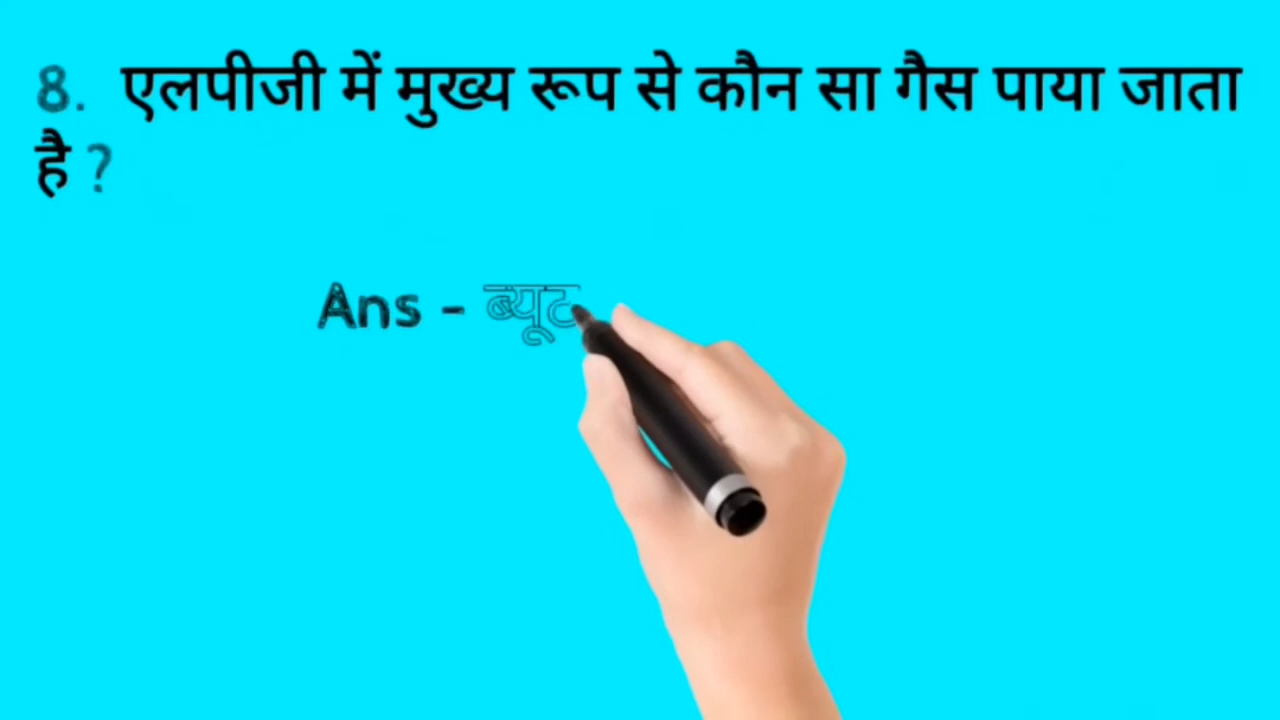 8. एलपीजी में मुख्य रूप से कौन सा गैस पाया जाता
है ?
Ans - ब्यूट